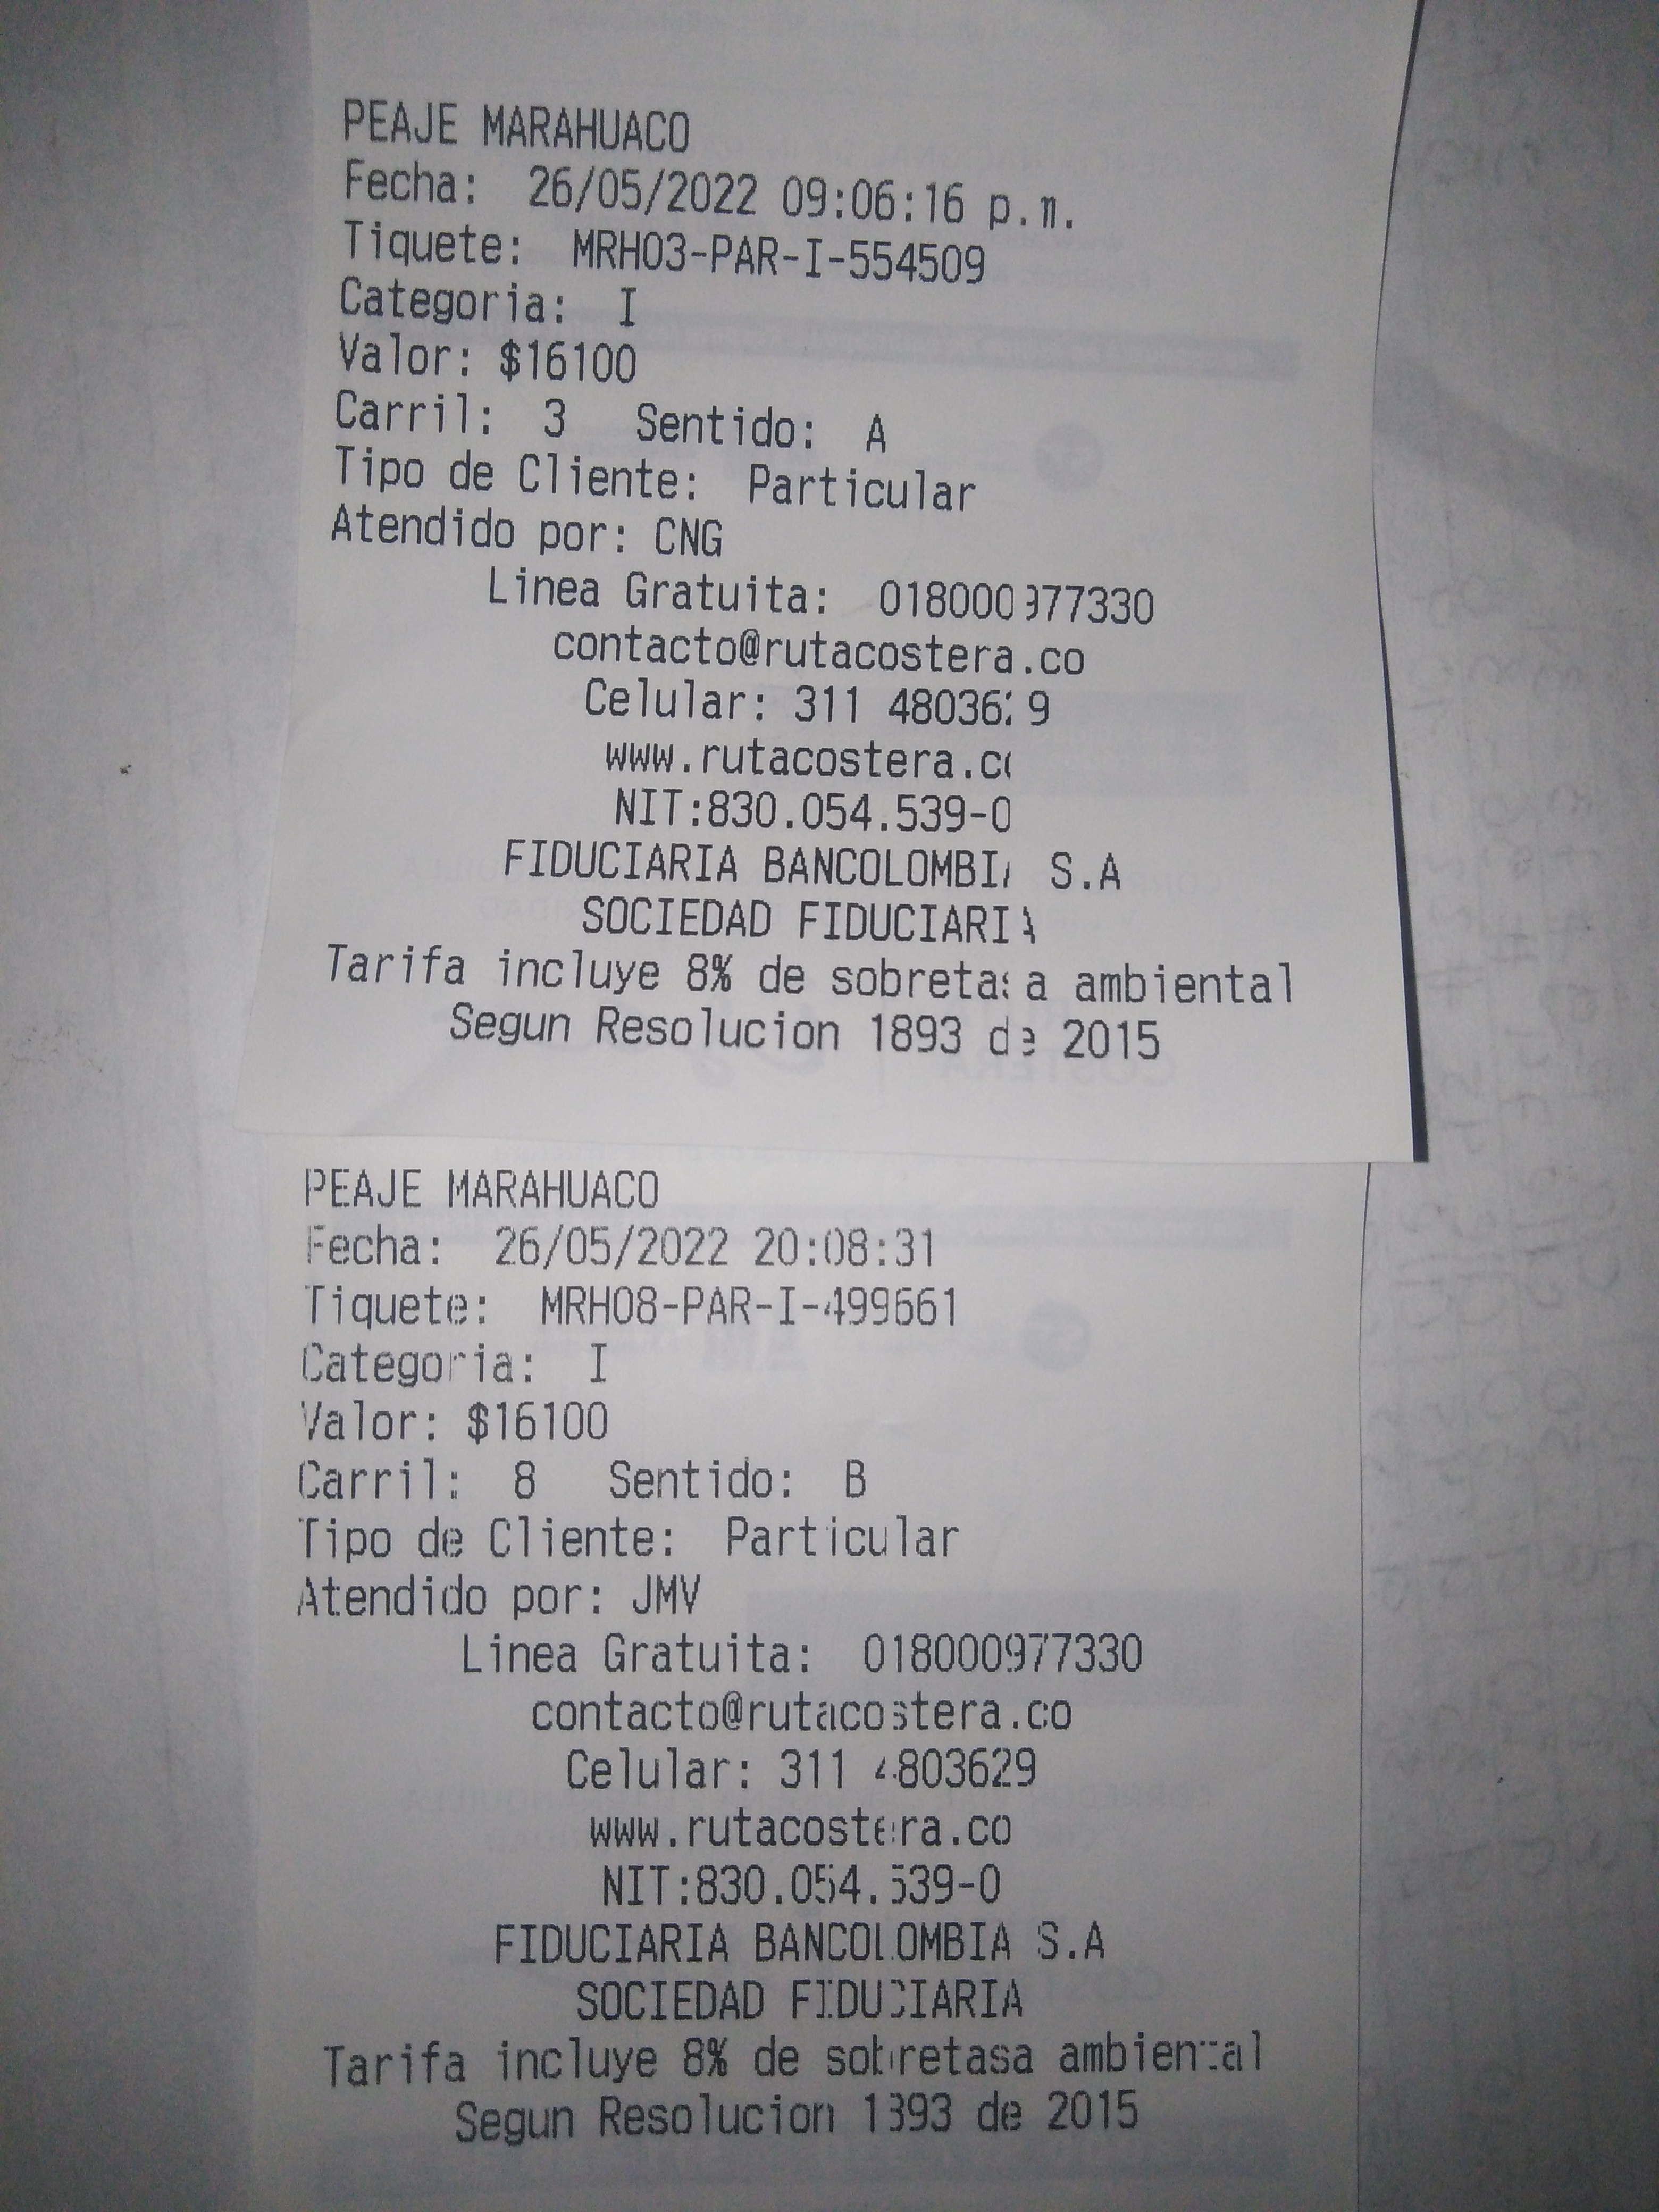 PEAJE MARAHUACO
Fecha: 26/05/2022 09:06:16 p.m.
Tiquete: MRH03-PAR-I-554509
Categoria: I
Valor: $16100
Carril: 3 Sentido: A
Tipo de Cliente: Particular
Atendido por: CNG
Linea Gratuita: 018000977330
contacto@rutacostera.co
Celular: 311 4803629
www.rutacostera.co
NIT:830.054.539-0
FIDUCIARIA BANCOLOMBIA S.A
SOCIEDAD FIDUCIARIA
Tarifa incluye 8% de sobretasa ambiental
Segun Resolucion 1893 de 2015
PEAJE MARAHUACO
Fecha: 26/05/2022 20:08:31
Tiquete: MRH08-PAR-I-499661
Categoria: I
Valor: $16100
Carril: 8 Sentido: B
Tipo de Cliente: Particular
Atendido por: JMV
Linea Gratuita: 018000977330
contacto@rutacostera.co
Celular: 311 4803629
www.rutacostera.co
NIT:830.054.539-0
FIDUCIARIA BANCOLOMBIA S.A
SOCIEDAD FIDUCIARIA
Tarifa incluye 8% de sobretasa ambiental
Segun Resolucion 1893 de 2015